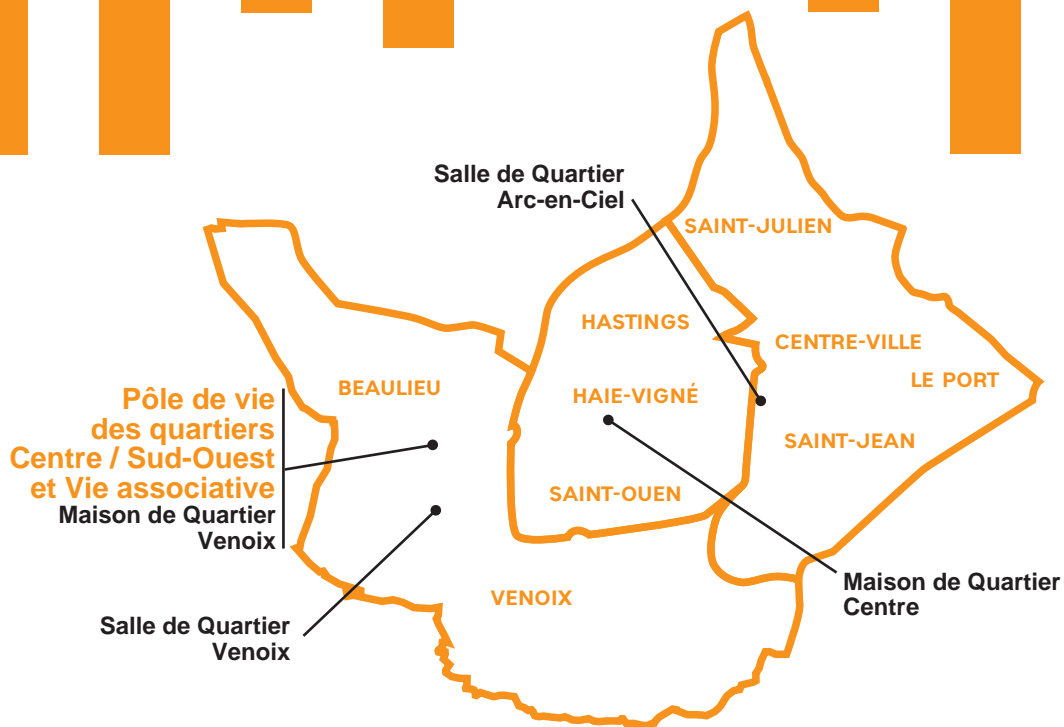 Salle de Quartier
Arc-en-Ciel
SAINT-JULIEN
HASTINGS
CENTRE-VILLE
LE PORT
BEAULIEU
HAIE-VIGNÉ
SAINT-JEAN
Pôle de vie
des quartiers
Centre / Sud-Ouest
et Vie associative
Maison de Quartier
Venoix
SAINT-OUEN
VENOIX
Maison de Quartier
Centre
Salle de Quartier
Venoix